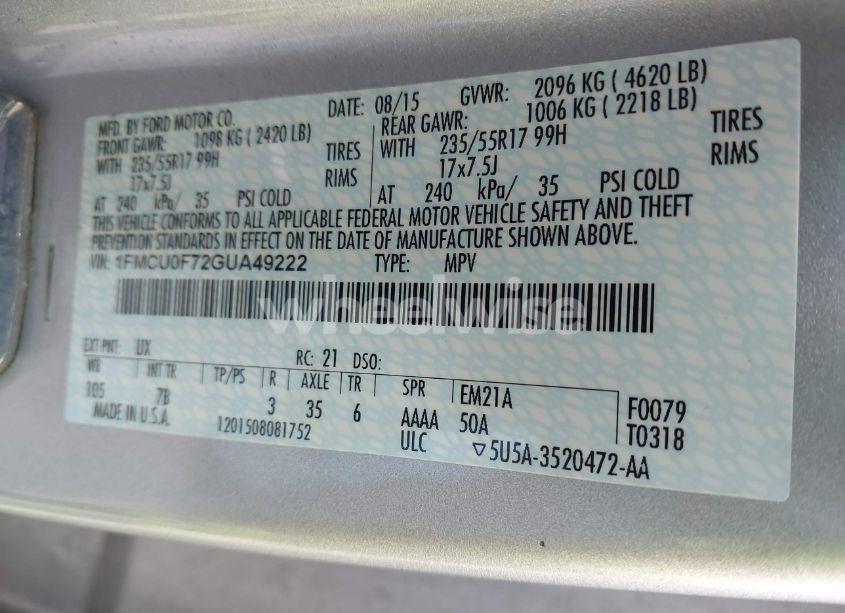 MFD. BY FORD MOTOR CO. DATE: 08/15 GVWR: 2096 KG ( 4620 LB)
FRONT GAWR: 1098 KG ( 2420 LB) REAR GAWR: 1006 KG ( 2218 LB)
WITH 235/55R17 99H TIRES WITH 235/55R17 99H TIRES
17x7.5J RIMS 17x7.5J RIMS
AT 240 kPa/ 35 PSI COLD AT 240 kPa/ 35 PSI COLD
THIS VEHICLE CONFORMS TO ALL APPLICABLE FEDERAL MOTOR VEHICLE SAFETY AND THEFT
PREVENTION STANDARDS IN EFFECT ON THE DATE OF MANUFACTURE SHOWN ABOVE.
VIN: 1FMCU0F72GUA49222 TYPE: MPV
wheelwise
EXT PNT: UX RC: 21 DSO:
WB INT TR TP/PS R AXLE TR SPR EM21A
105 7B 3 35 6 AAAA 50A F0079
MADE IN U.S.A. 1201508081752 ULC ▽5U5A-3520472-AA T0318